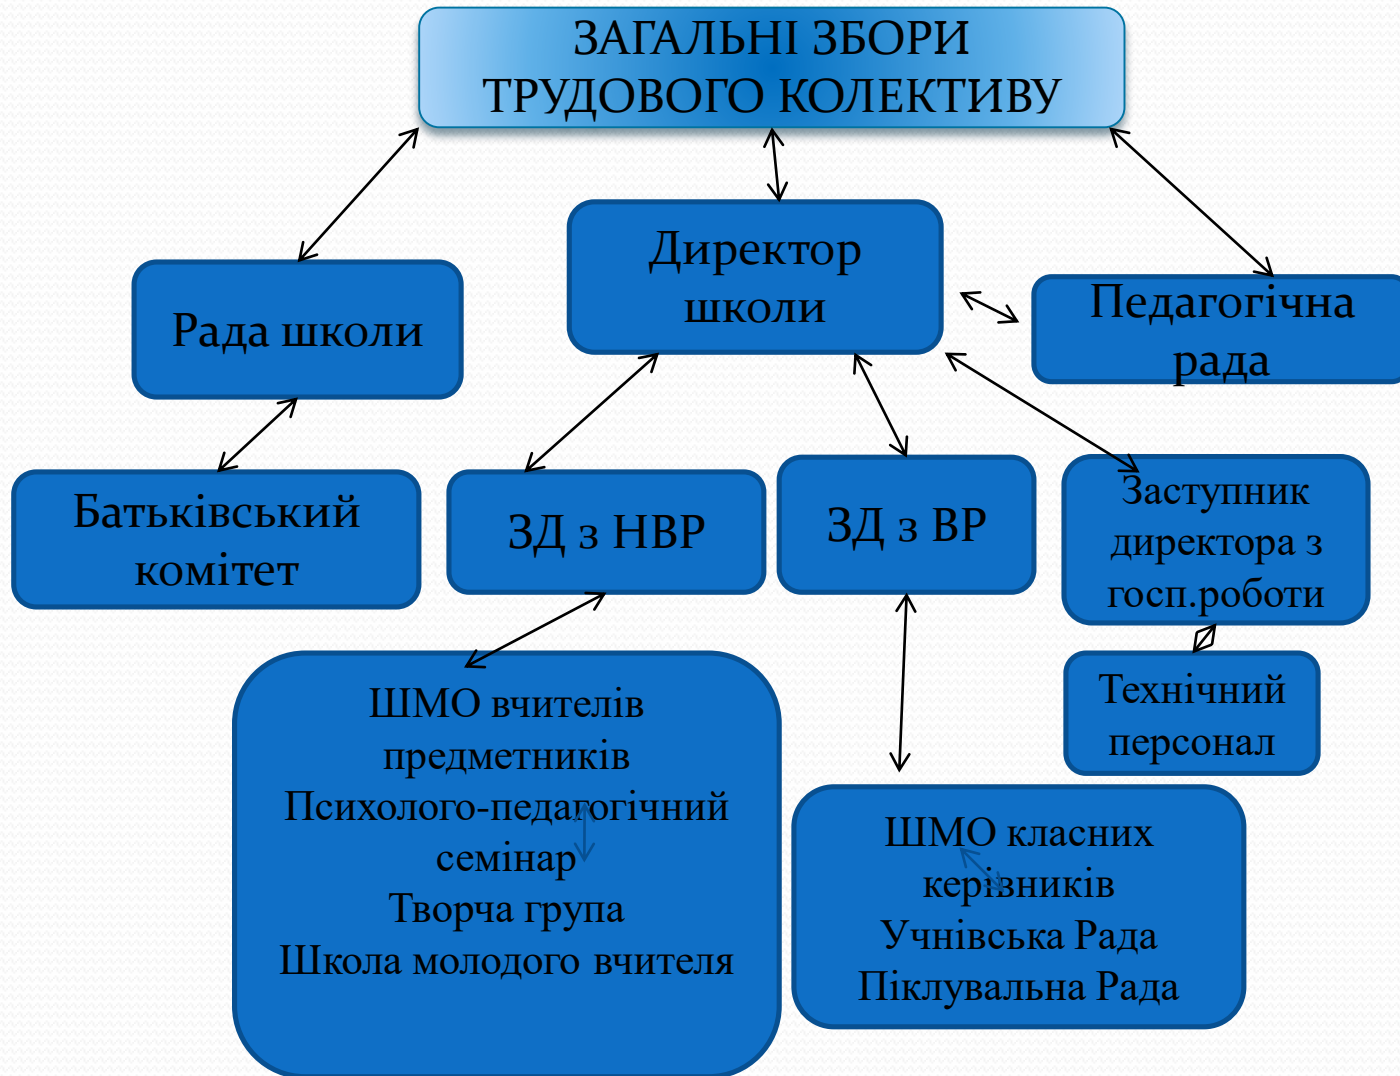 ЗАГАЛЬНІ ЗБОРИ
ТРУДОВОГО КОЛЕКТИВУ
Директор
школи
Рада школи
Педагогічна
рада
Батьківський
комітет
ЗД з НВР
ЗД з ВР
Заступник
директора з
госп.роботи
Технічний
персонал
ШМО вчителів
предметників
Психолого-педагогічний
семінар
Творча група
Школа молодого вчителя
ШМО класних
керівників
Учнівська Рада
Піклувальна Рада